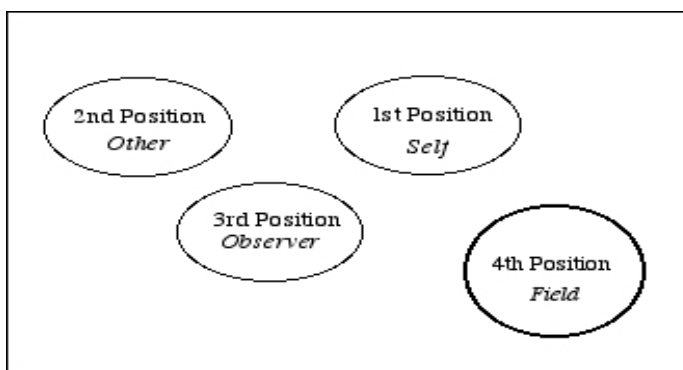 2nd Position
Other
1st Position
Self
3rd Position
Observer
4th Position
Field